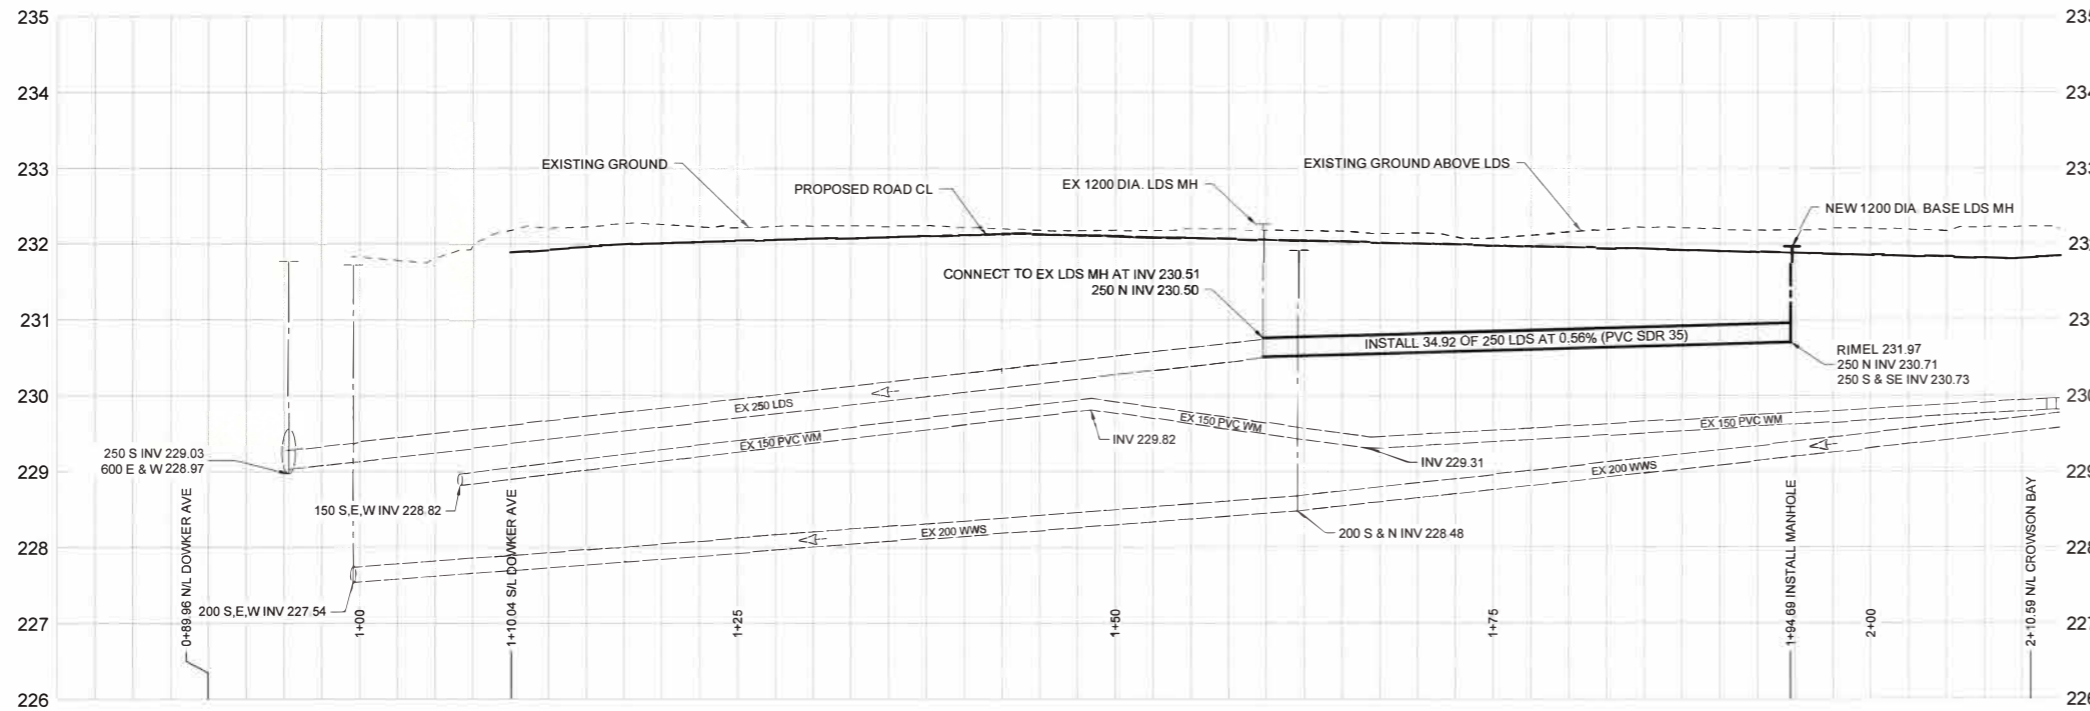 235
235
234
234
233
233
232
231
230
229
229
228
228
227
227
226
226
EXISTING GROUND
PROPOSED ROAD CL
EX 1200 DIA. LDS MH
EXISTING GROUND ABOVE LDS
NEW 1200 DIA. BASE LDS MH
CONNECT TO EX LDS MH AT INV 230.51
250 N INV 230.50
INSTALL 34.92 OF 250 LDS AT 0.56% (PVC SDR 35)
RIMEL 231.97
250 N INV 230.71
250 S & SE INV 230.73
EX 250 LDS
EX 150 PVC WM
EX 150 PVC WM
EX 150 PVC WM
INV 229.82
INV 229.31
250 S INV 229.03
600 E & W 228.97
150 S,E,W INV 228.82
EX 200 WWS
EX 200 WWS
200 S & N INV 228.48
200 S,E,W INV 227.54
0+89.96 N/L DOWKER AVE
1+00
1+10.04 S/L DOWKER AVE
1+25
1+50
1+75
1+94.69 INSTALL MANHOLE
2+00
2+10.59 N/L CROWSON BAY